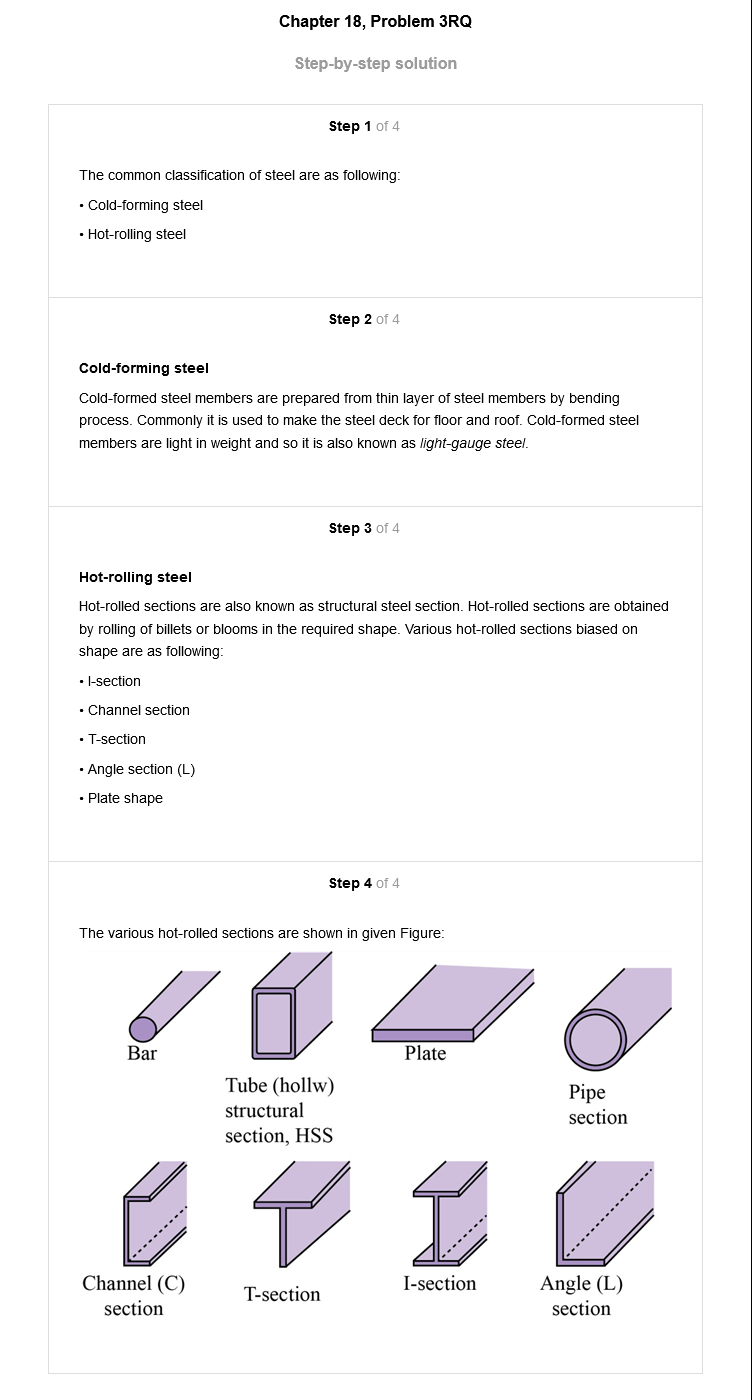 Chapter 18, Problem 3RQ
Step-by-step solution
Step 1 of 4
The common classification of steel are as following:
• Cold-forming steel
• Hot-rolling steel
Step 2 of 4
Cold-forming steel
Cold-formed steel members are prepared from thin layer of steel members by bending
process. Commonly it is used to make the steel deck for floor and roof. Cold-formed steel
members are light in weight and so it is also known as light-gauge steel.
Step 3 of 4
Hot-rolling steel
Hot-rolled sections are also known as structural steel section. Hot-rolled sections are obtained
by rolling of billets or blooms in the required shape. Various hot-rolled sections biased on
shape are as following:
• I-section
• Channel section
• T-section
• Angle section (L)
• Plate shape
Step 4 of 4
The various hot-rolled sections are shown in given Figure:
Bar
Tube (hollw)
structural
section, HSS
Plate
Pipe
section
Channel (C)
section
T-section
I-section
Angle (L)
section